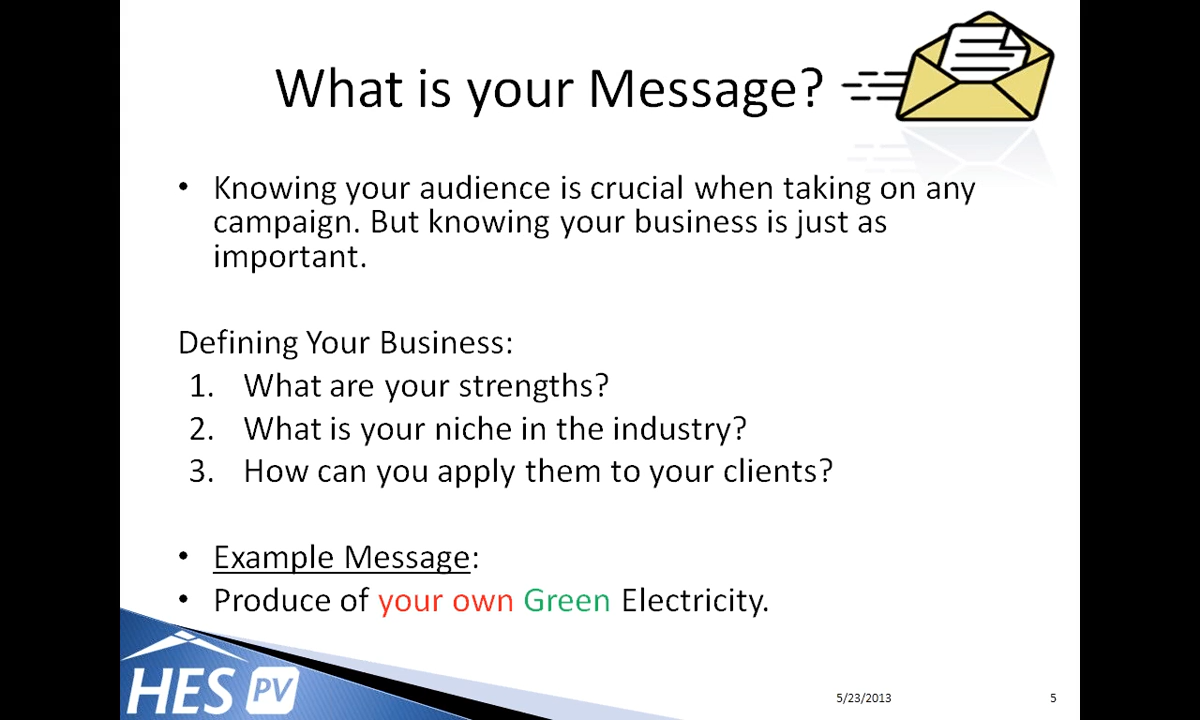 What is your Message?
• Knowing your audience is crucial when taking on any
campaign. But knowing your business is just as
important.
Defining Your Business:
1. What are your strengths?
2. What is your niche in the industry?
3. How can you apply them to your clients?
• Example Message:
• Produce of your own Green Electricity.
HES PV
5/23/2013
5